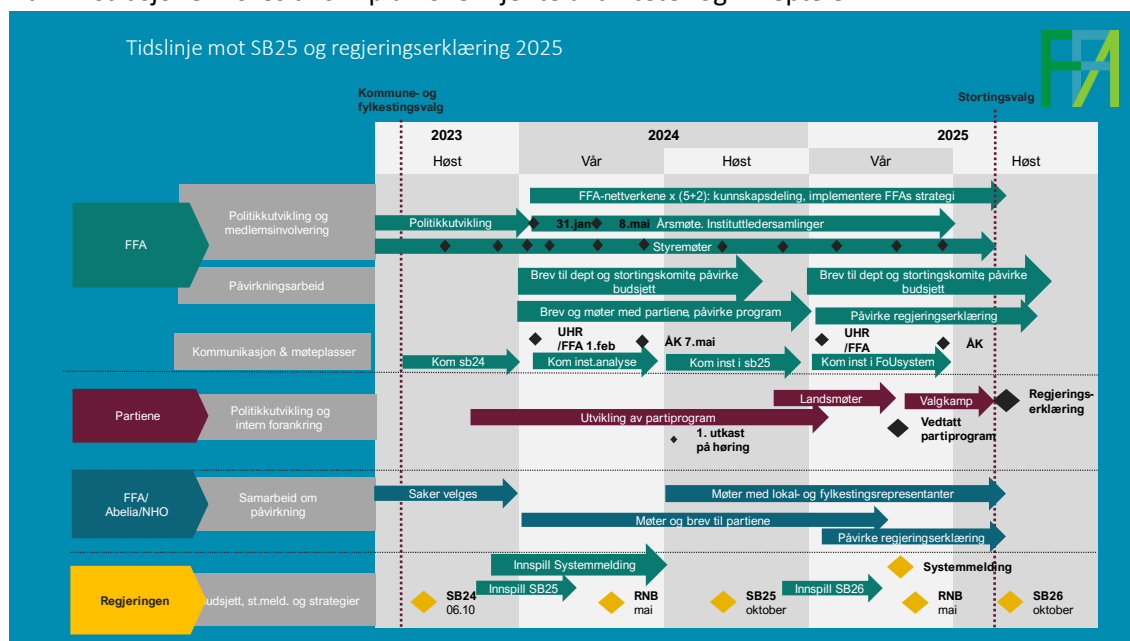 Tidslinje mot SB25 og regjeringserklæring 2025
FFA
Kommune- og
fylkestingsvalg
Stortingsvalg
2023
2024
2025
Høst
Vår
Høst
Vår
Høst
FFA
Politikkutvikling og
medlemsinvolvering
FFA-nettverkene x (5+2): kunnskapsdeling, implementere FFAs strategi
Politikkutvikling
31.jan
8.mai
Årsmøte. Instituttledersamlinger
Styremøter
Påvirkningsarbeid
Brev til dept og stortingskomite, påvirke
budsjett
Brev til dept og stortingskomite, påvirke
budsjett
Brev og møter med partiene, påvirke program
Påvirke regjeringserklæring
Kommunikasjon & møteplasser
UHR
/FFA 1.feb
ÅK 7.mai
UHR
/FFA
ÅK
Kom sb24
Kom inst.analyse
Kom inst i sb25
Kom inst i FoUsystem
Partiene
Politikkutvikling og
intern forankring
Landsmøter
Valgkamp
Regjerings-
erklæring
Utvikling av partiprogram
1. utkast
på høring
Vedtatt
partiprogram
FFA/
Abelia/NHO
Samarbeid om
påvirkning
Saker velges
Møter med lokal- og fylkestingsrepresentanter
Møter og brev til partiene
Påvirke regjeringserklæring
Regjeringen
udsjett, st.meld. og strategier
Innspill Systemmelding
Systemmelding
Innspill SB25
Innspill SB26
SB24
06.10
RNB
mai
SB25
oktober
RNB
mai
SB26
oktober